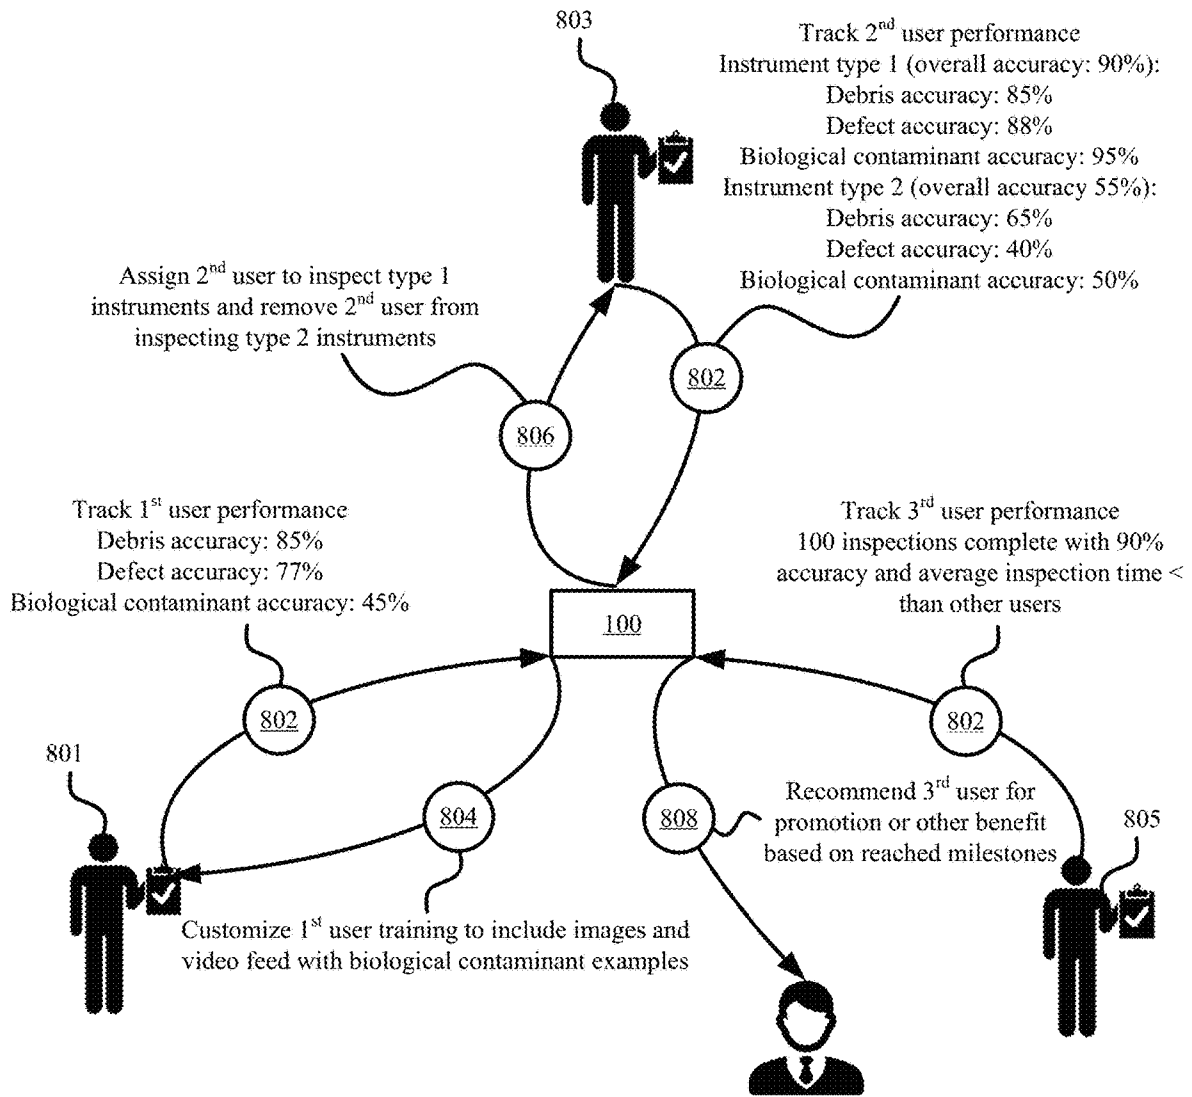 803
Track 2nd user performance
Instrument type 1 (overall accuracy: 90%):
Debris accuracy: 85%
Defect accuracy: 88%
Biological contaminant accuracy: 95%
Instrument type 2 (overall accuracy 55%):
Debris accuracy: 65%
Defect accuracy: 40%
Biological contaminant accuracy: 50%
Assign 2nd user to inspect type 1
instruments and remove 2nd user from
inspecting type 2 instruments
802
806
Track 1st user performance
Debris accuracy: 85%
Defect accuracy: 77%
Biological contaminant accuracy: 45%
Track 3rd user performance
100 inspections complete with 90%
accuracy and average inspection time <
than other users
100
802
802
801
804
808
Recommend 3rd user for
promotion or other benefit
based on reached milestones
805
Customize 1st user training to include images and
video feed with biological contaminant examples